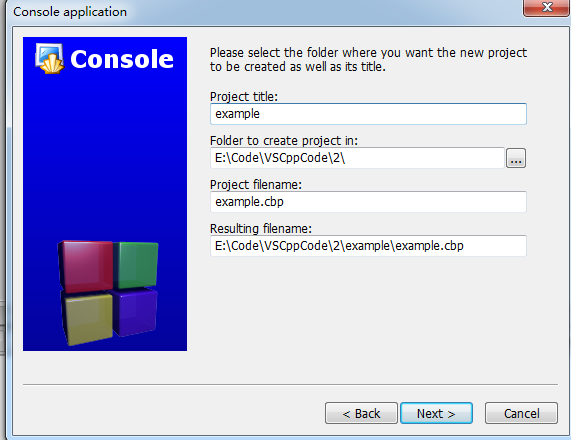 Console application
Console
Please select the folder where you want the new project
to be created as well as its title.
Project title:
example
Folder to create project in:
E:\Code\VSCppCode\2\
...
Project filename:
example.cbp
Resulting filename:
E:\Code\VSCppCode\2\example\example.cbp
< Back
Next >
Cancel